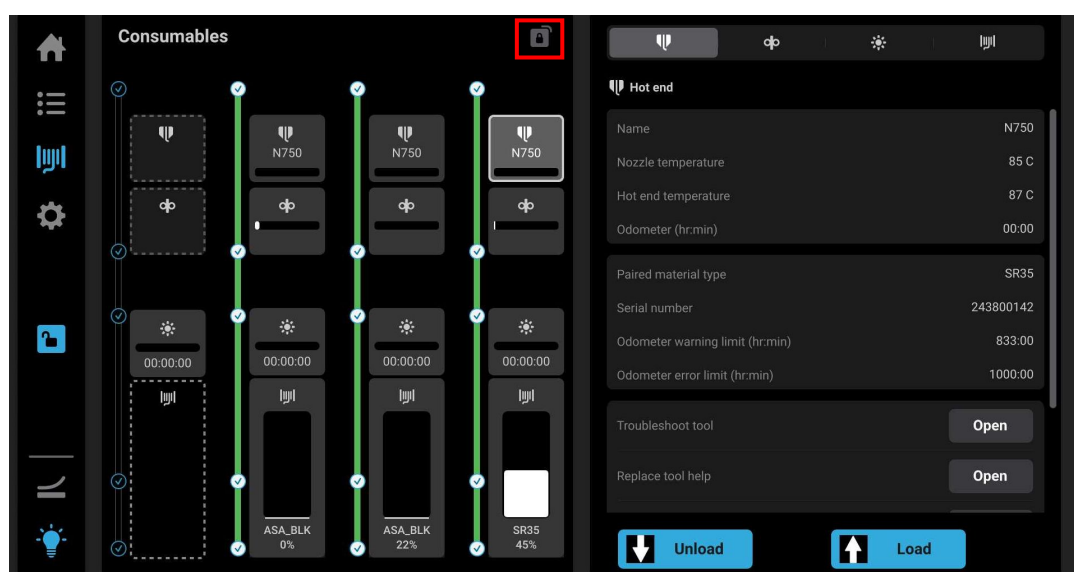 Consumables
N750
N750
N750
00:00:00
00:00:00
00:00:00
00:00:00
ASA_BLK
0%
ASA_BLK
22%
SR35
45%
Hot end
Name N750
Nozzle temperature 85 C
Hot end temperature 87 C
Odometer (hr:min) 00:00
Paired material type SR35
Serial number 243800142
Odometer warning limit (hr:min) 833:00
Odometer error limit (hr:min) 1000:00
Troubleshoot tool Open
Replace tool help Open
Unload Load